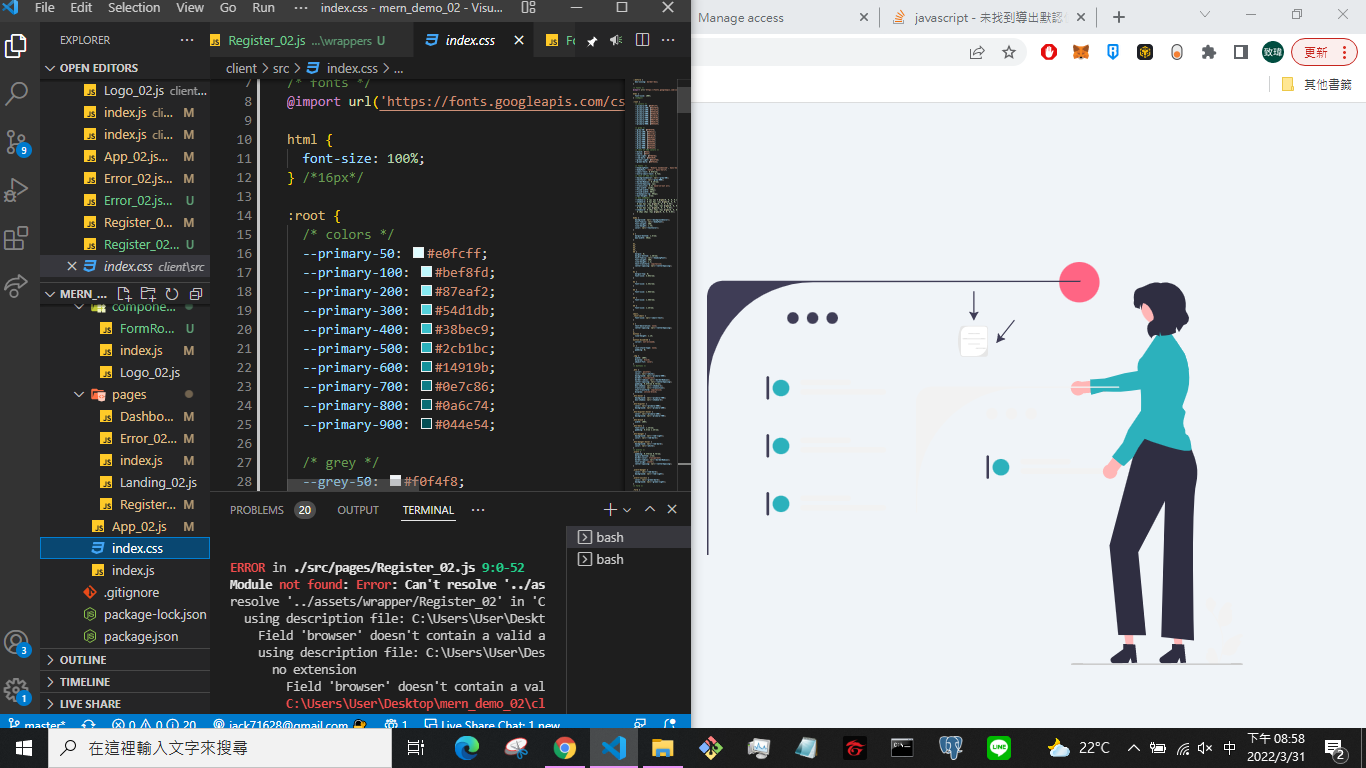 File Edit Selection View Go Run ··· index.css - mern_demo_02 - Visu...
EXPLORER ···
OPEN EDITORS
Logo_02.js client...
index.js cli... M
index.js cli... M
App_02.js... M
Error_02.js... M
Error_02.js... U
Register_0... M
Register_02... U
index.css client\src
MERN_...
compone...
FormRo... U
index.js M
Logo_02.js
pages
Dashbo... M
Error_02... M
index.js M
Landing_02.js
Register... M
App_02.js M
index.css
index.js
.gitignore
package-lock.json
package.json
OUTLINE
TIMELINE
LIVE SHARE
Register_02.js ...\wrappers U
index.css
client > src > index.css > ...
7 /* fonts */
8 @import url('https://fonts.googleapis.com/cs
9
10 html {
11 font-size: 100%;
12 } /*16px*/
13
14 :root {
15 /* colors */
16 --primary-50: #e0fcff;
17 --primary-100: #bef8fd;
18 --primary-200: #87eaf2;
19 --primary-300: #54d1db;
20 --primary-400: #38bec9;
21 --primary-500: #2cb1bc;
22 --primary-600: #14919b;
23 --primary-700: #0e7c86;
24 --primary-800: #0a6c74;
25 --primary-900: #044e54;
26
27 /* grey */
28 --grey-50: #f0f4f8;
PROBLEMS 20 OUTPUT TERMINAL ···
bash
bash
ERROR in ./src/pages/Register_02.js 9:0-52
Module not found: Error: Can't resolve '../as
resolve '../assets/wrapper/Register_02' in 'C
using description file: C:\Users\User\Deskt
Field 'browser' doesn't contain a valid a
using description file: C:\Users\User\Des
no extension
Field 'browser' doesn't contain a val
C:\Users\User\Desktop\mern_demo_02\cl
master* 0 0 20 jack71628@gmail.com 1 Live Share Chat: 1 new
9
3
1
Manage access
javascript - 未找到導出默認
致瑋
更新
其他書籤
在這裡輸入文字來搜尋
22°C
中
下午 08:58
2022/3/31
2